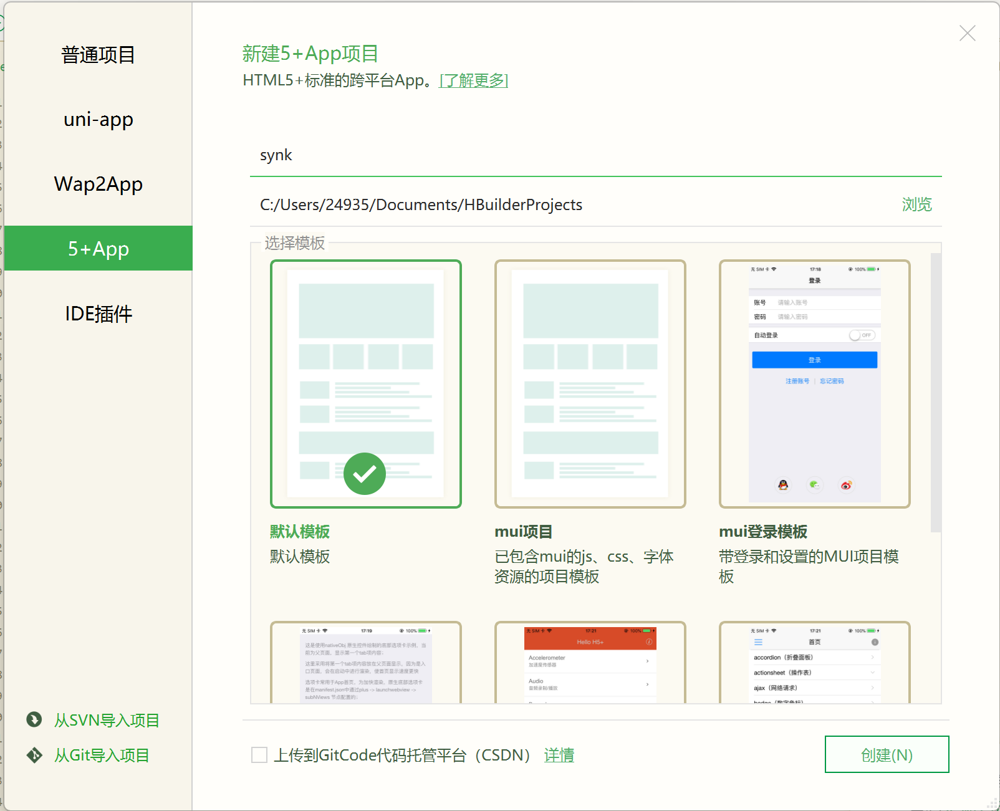 普通项目
uni-app
Wap2App
5+App
IDE插件
从SVN导入项目
从Git导入项目
新建5+App项目
HTML5+标准的跨平台App。[了解更多]
synk
C:/Users/24935/Documents/HBuilderProjects 浏览
选择模板
默认模板
默认模板
mui项目
已包含mui的js、css、字体
资源的项目模板
无 SIM 卡 17:18 100%
登录
账号 请输入账号
密码 请输入密码
自动登录 OFF
登录
注册账号 | 忘记密码
mui登录模板
带登录和设置的MUI项目模
板
无 SIM 卡 17:19 100%
这是使用nativeObj 原生控件绘制的底部选项卡示例，当
前为父页面，显示第一个tab项内容；
这里采用将第一个tab项内容放在父页面显示，因为是入
口页面，会在启动中进行渲染，使首页显示速度更快
选项卡常用于App首页，为加快渲染，原生底部选项卡
是在manifest.json中通过plus -> launchwebview ->
subNViews 节点配置的；
无 SIM 卡 17:21 100%
Hello H5+
Accelerometer
加速度传感器
Audio
音频录制/播放
无 SIM 卡 17:21 100%
首页
accordion（折叠面板）
actionsheet（操作表）
ajax（网络请求）
badge（数字角标）
上传到GitCode代码托管平台（CSDN） 详情
创建(N)